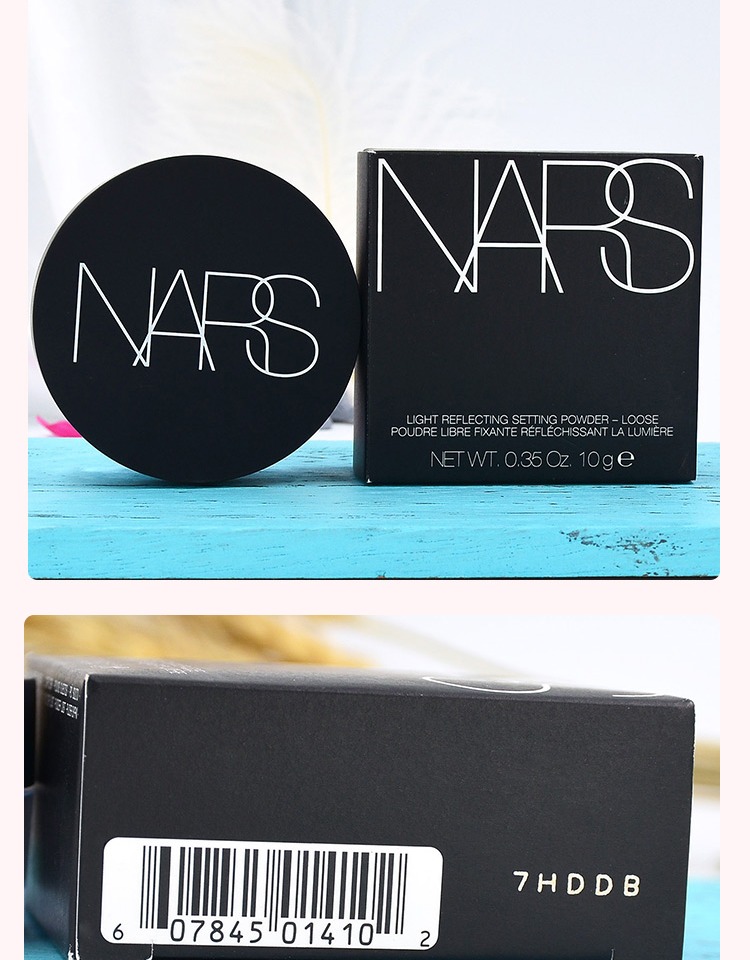 NARS
NARS
LIGHT REFLECTING SETTING POWDER – LOOSE
POUDRE LIBRE FIXANTE RÉFLÉCHISSANT LA LUMIÈRE
NET WT. 0.35 Oz. 10 g ℮
7HDDB
6 07845 01410 2